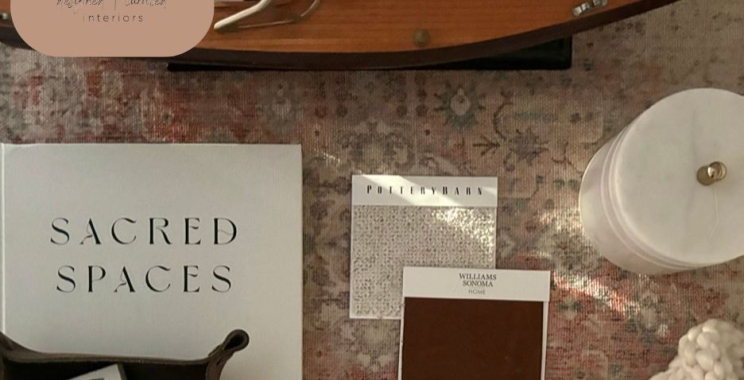 interiors
SACRED
SPACES
POTTERYBARN
WILLIAMS
SONOMA
HOME